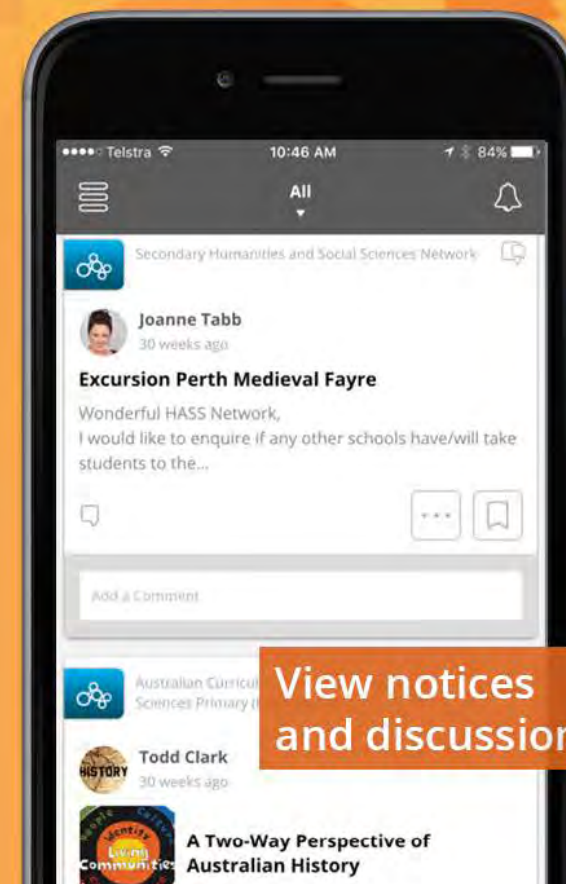 Telstra 10:46 AM 84%
All
Secondary Humanities and Social Sciences Network
Joanne Tabb
30 weeks ago
Excursion Perth Medieval Fayre
Wonderful HASS Network,
I would like to enquire if any other schools have/will take
students to the...
Add a Comment
Australian
Sciences Primary
View notices
and discussion
HISTORY
Todd Clark
30 weeks ago
People Culture
Identity
Living
Communities
A Two-Way Perspective of
Australian History